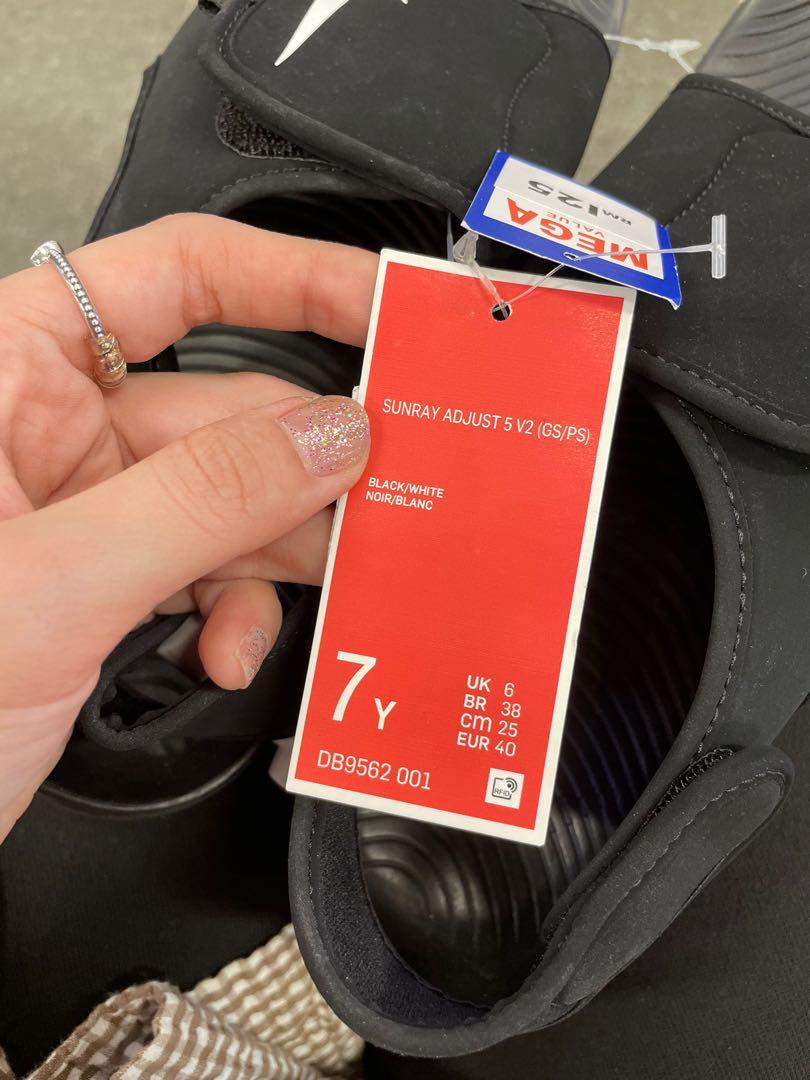 MEGA
VALUE
RM125
SUNRAY ADJUST 5 V2 (GS/PS)
BLACK/WHITE
NOIR/BLANC
7Y
UK 6
BR 38
CM 25
EUR 40
DB9562 001
RFID